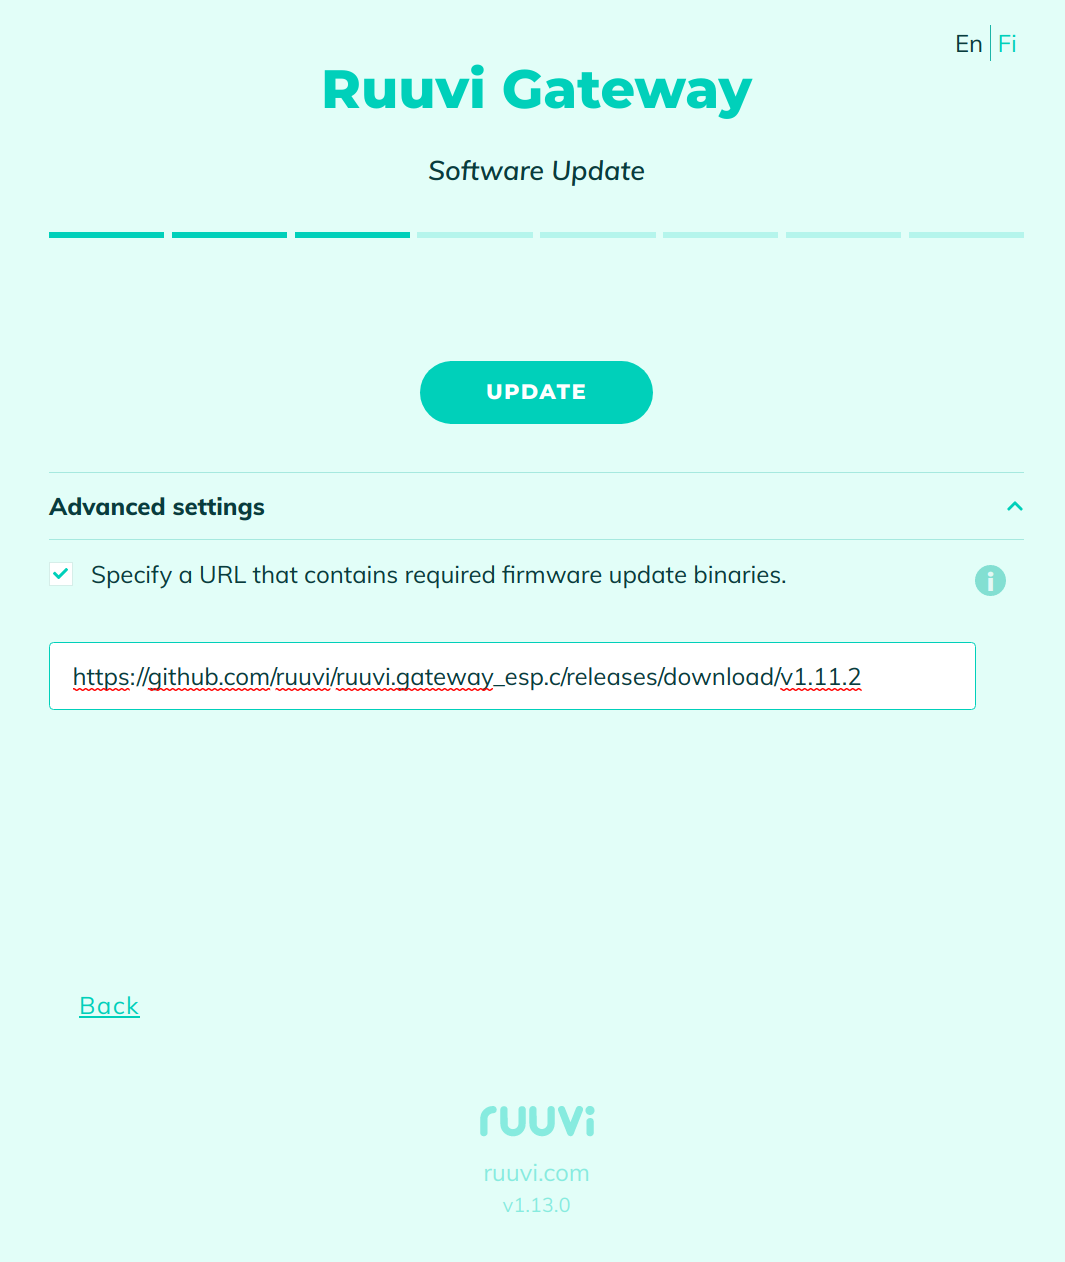 En Fi
Ruuvi Gateway
Software Update
UPDATE
Advanced settings
Specify a URL that contains required firmware update binaries.
https://github.com/ruuvi/ruuvi.gateway_esp.c/releases/download/v1.11.2
Back
ruuvi
ruuvi.com
v1.13.0